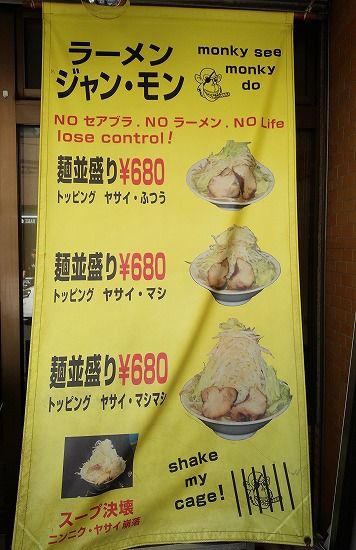 ラーメン
ジャン・モン
monky see
monky
do
NO セアブラ . NO ラーメン . NO Life
lose control!
麺並盛り¥680
トッピング ヤサイ・ふつう
麺並盛り¥680
トッピング ヤサイ・マシ
麺並盛り¥680
トッピング ヤサイ・マシマシ
スープ決壊
ニンニク・ヤサイ崩落
shake
my
cage!